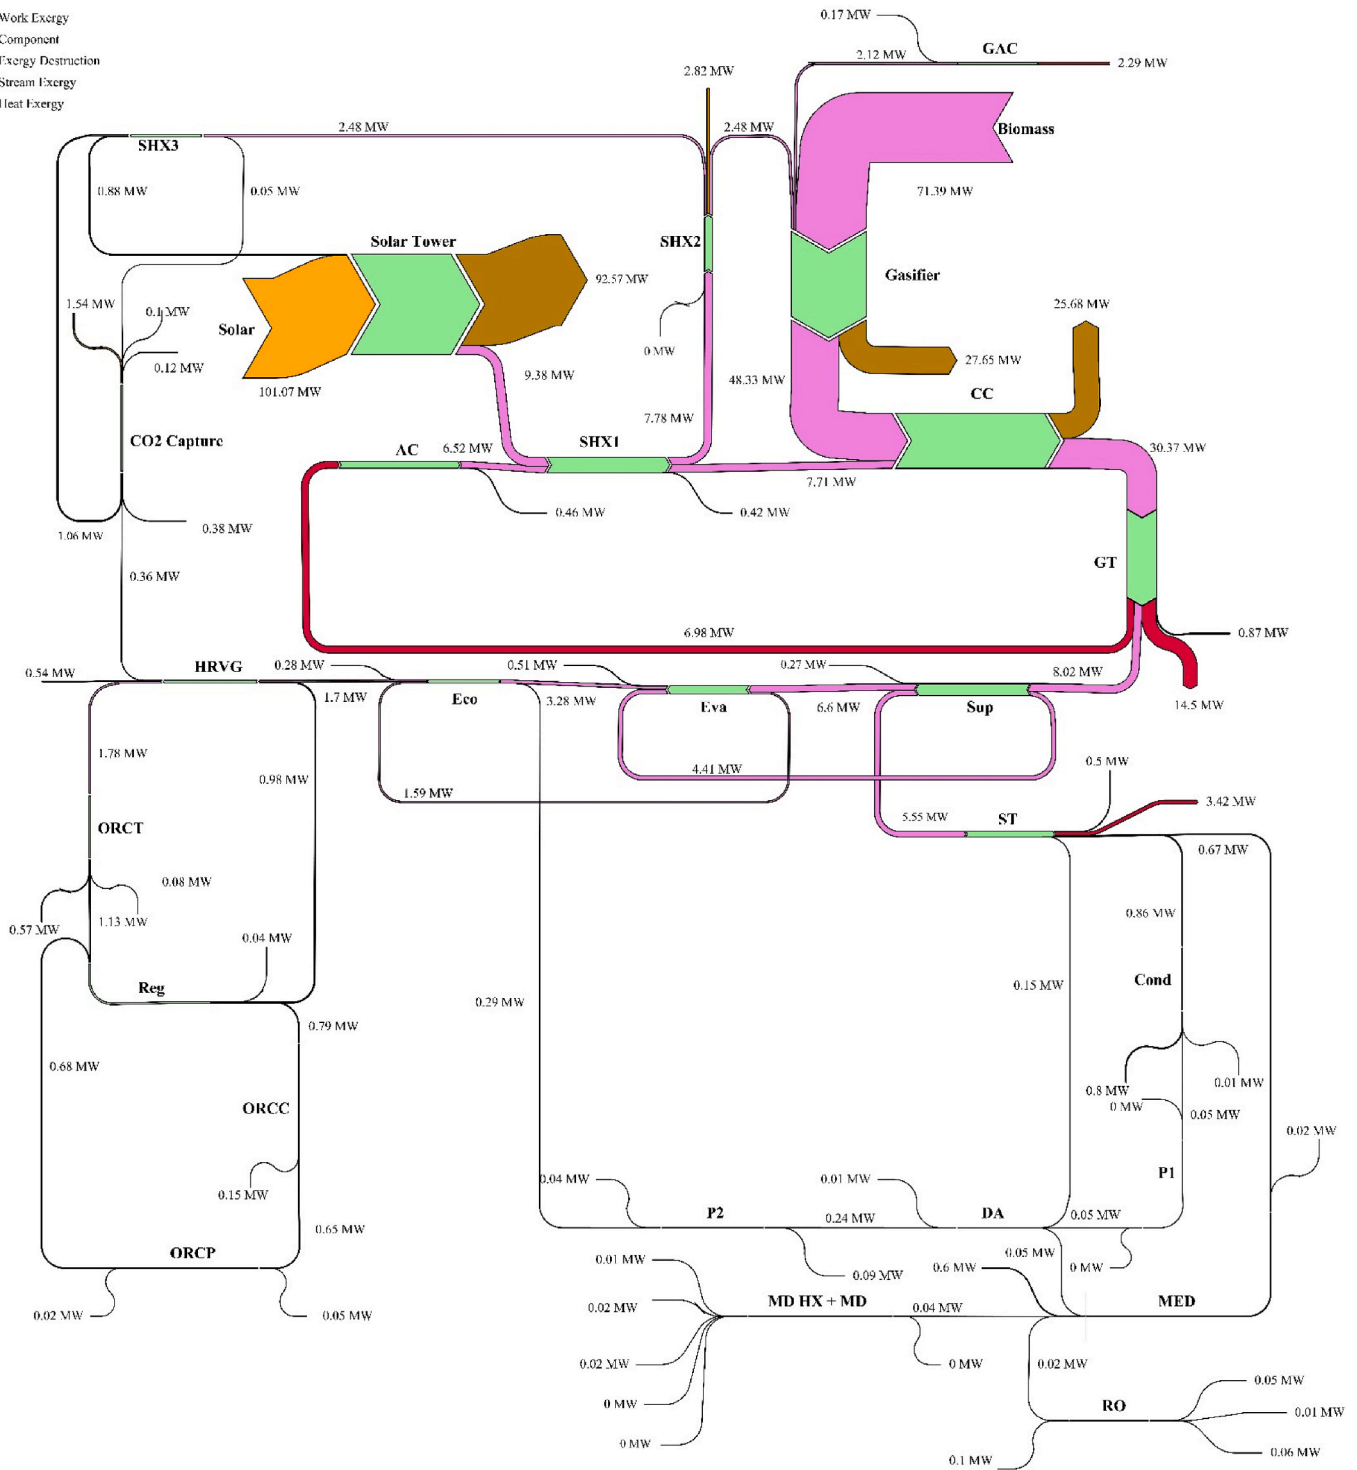 Work Exergy
Component
Exergy Destruction
Stream Exergy
Heat Exergy
0.17 MW
GAC
2.12 MW
2.29 MW
2.82 MW
2.48 MW
2.48 MW
Biomass
SHX3
0.88 MW
0.05 MW
71.39 MW
Solar Tower
SHX2
Gasifier
92.57 MW
1.54 MW
0.1 MW
25.68 MW
Solar
0 MW
0.12 MW
27.65 MW
101.07 MW
9.38 MW
48.33 MW
CC
7.78 MW
CO2 Capture
AC
6.52 MW
SHX1
30.37 MW
7.71 MW
0.46 MW
0.42 MW
0.38 MW
1.06 MW
GT
0.36 MW
6.98 MW
0.87 MW
0.54 MW
HRVG
0.28 MW
0.51 MW
0.27 MW
8.02 MW
1.7 MW
Eco
3.28 MW
Eva
6.6 MW
Sup
14.5 MW
1.78 MW
0.98 MW
4.41 MW
0.5 MW
1.59 MW
3.42 MW
ORCT
5.55 MW
ST
0.67 MW
0.08 MW
0.57 MW
1.13 MW
0.86 MW
0.04 MW
Reg
0.29 MW
0.15 MW
Cond
0.79 MW
0.68 MW
0.8 MW
0.01 MW
ORCC
0 MW
0.05 MW
0.02 MW
0.15 MW
0.04 MW
0.01 MW
P1
P2
0.24 MW
DA
0.05 MW
0.65 MW
ORCP
0.01 MW
0.09 MW
0.6 MW
0.05 MW
0 MW
0.02 MW
0.05 MW
0.02 MW
MD HX + MD
0.04 MW
MED
0.02 MW
0 MW
0.02 MW
0 MW
0.05 MW
RO
0.01 MW
0 MW
0.1 MW
0.06 MW